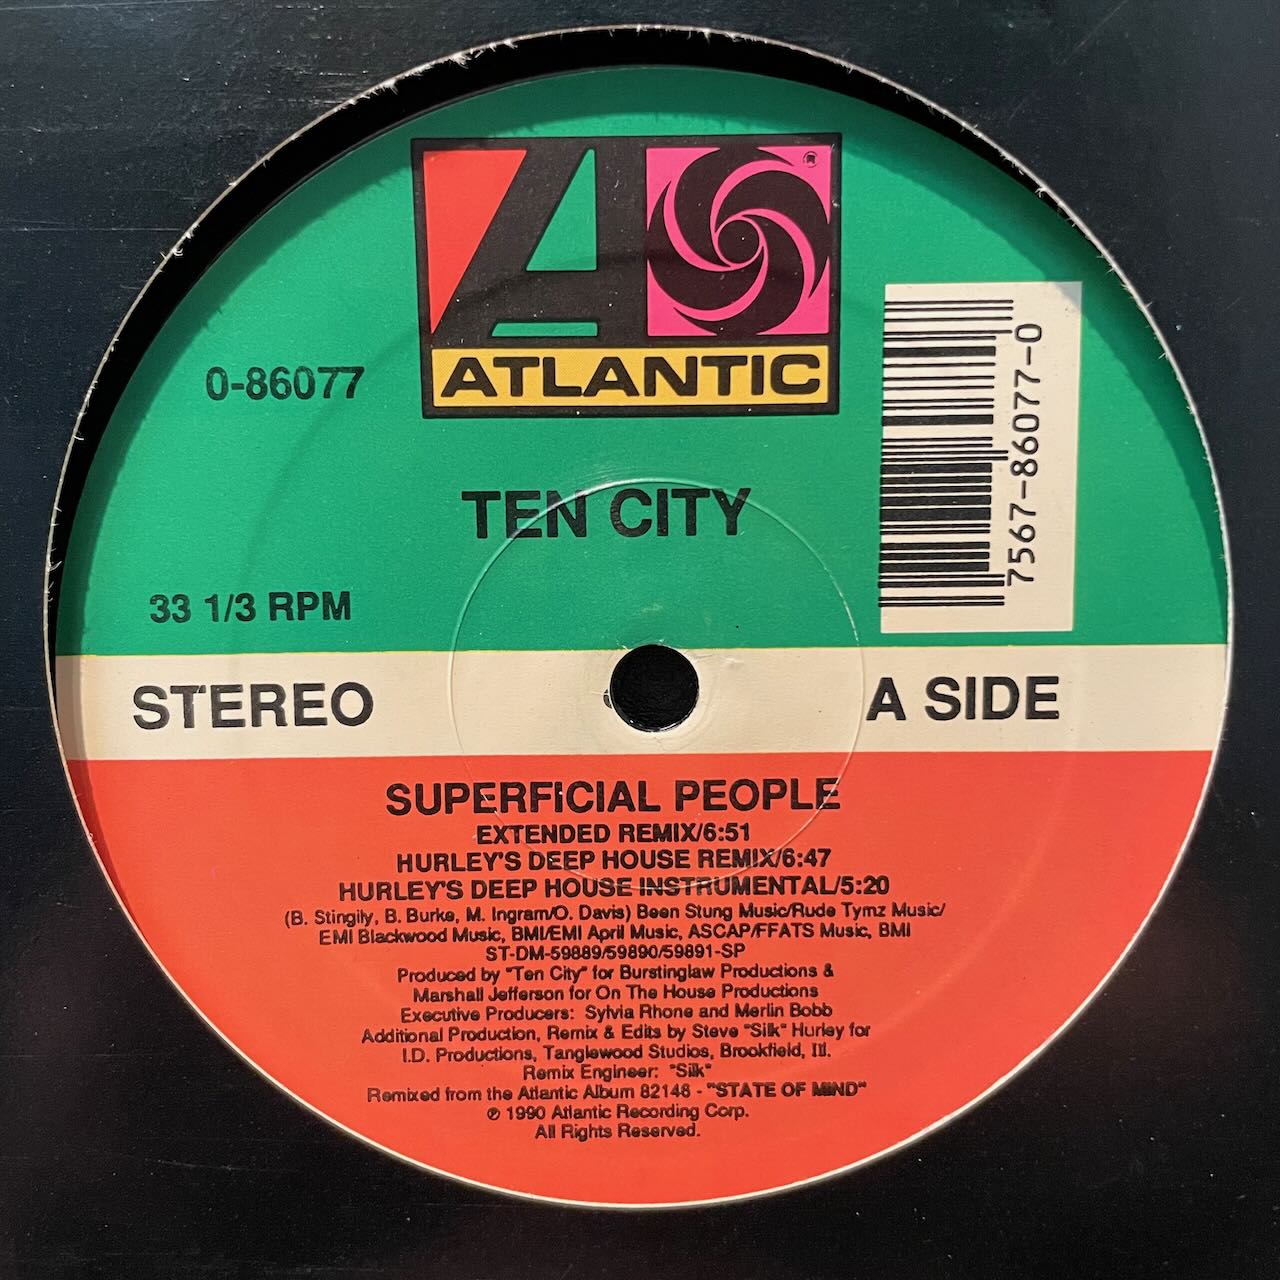 ®
ATLANTIC
0-86077
7567-86077-0
TEN CITY
33 1/3 RPM
STEREO
A SIDE
SUPERFICIAL PEOPLE
EXTENDED REMIX/6:51
HURLEY'S DEEP HOUSE REMIX/6:47
HURLEY'S DEEP HOUSE INSTRUMENTAL/5:20
(B. Stingily, B. Burke, M. Ingram/O. Davis) Been Stung Music/Rude Tymz Music/
EMI Blackwood Music, BMI/EMI April Music, ASCAP/FFATS Music, BMI
ST-DM-59889/59890/59891-SP
Produced by "Ten City" for Burstinglaw Productions &
Marshall Jefferson for On The House Productions
Executive Producers: Sylvia Rhone and Merlin Bobb
Additional Production, Remix & Edits by Steve "Silk" Hurley for
I.D. Productions, Tanglewood Studios, Brookfield, Ill.
Remix Engineer: "Silk"
Remixed from the Atlantic Album 82146 - "STATE OF MIND"
℗ 1990 Atlantic Recording Corp.
All Rights Reserved.